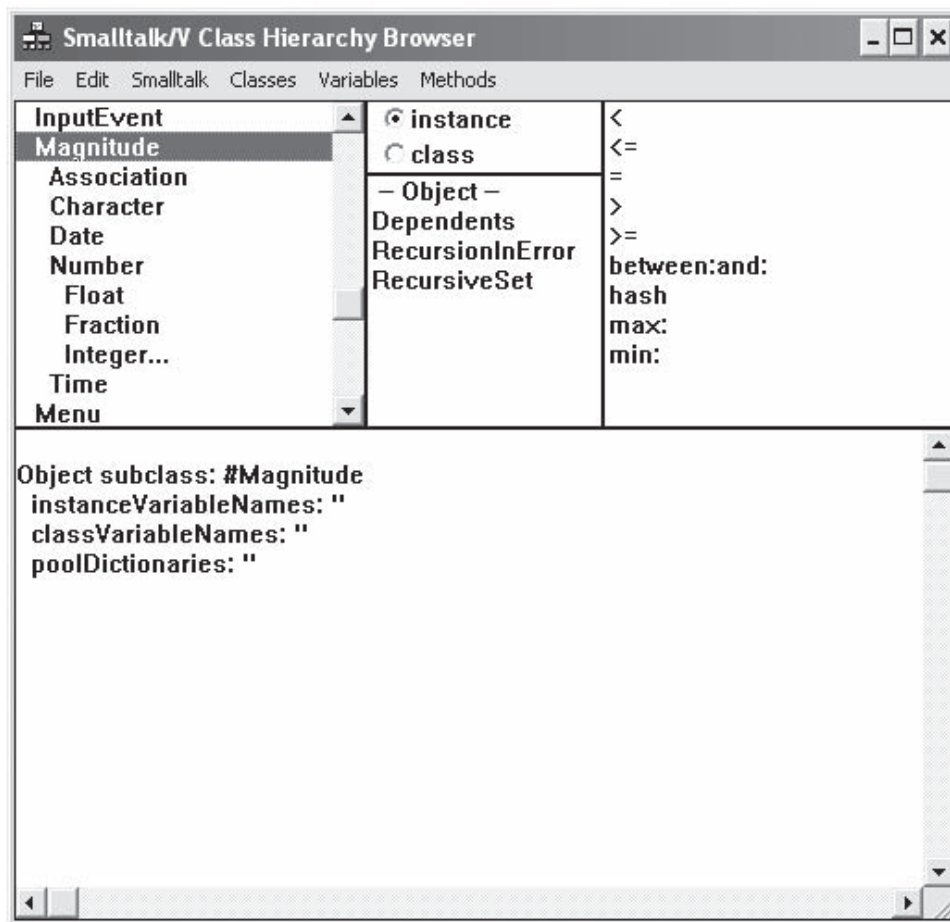 Smalltalk/V Class Hierarchy Browser
File Edit Smalltalk Classes Variables Methods
InputEvent
Magnitude
Association
Character
Date
Number
Float
Fraction
Integer...
Time
Menu
instance
class
– Object –
Dependents
RecursionInError
RecursiveSet
<
<=
=
>
>=
between:and:
hash
max:
min:
Object subclass: #Magnitude
instanceVariableNames: ''
classVariableNames: ''
poolDictionaries: ''